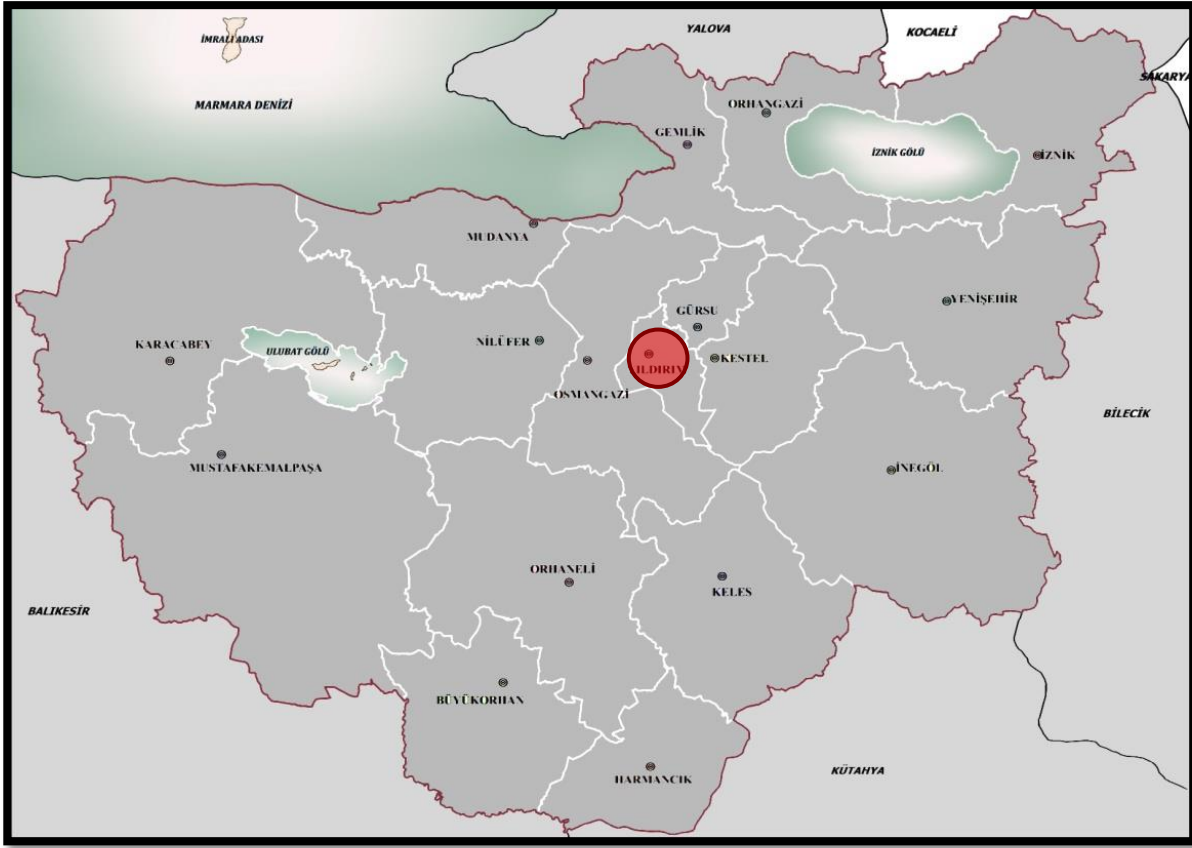 İMRALI ADASI
YALOVA
KOCAELİ
SAKARYA
MARMARA DENİZİ
ORHANGAZİ
GEMLİK
İZNİK GÖLÜ
İZNİK
MUDANYA
YENİŞEHİR
GÜRSU
NİLÜFER
KARACABEY
ULUBAT GÖLÜ
KESTEL
ILDIRIM
OSMANGAZİ
BİLECİK
MUSTAFAKEMALPAŞA
İNEGÖL
ORHANELİ
KELES
BALIKESİR
BÜYÜKORHAN
KÜTAHYA
HARMANCIK